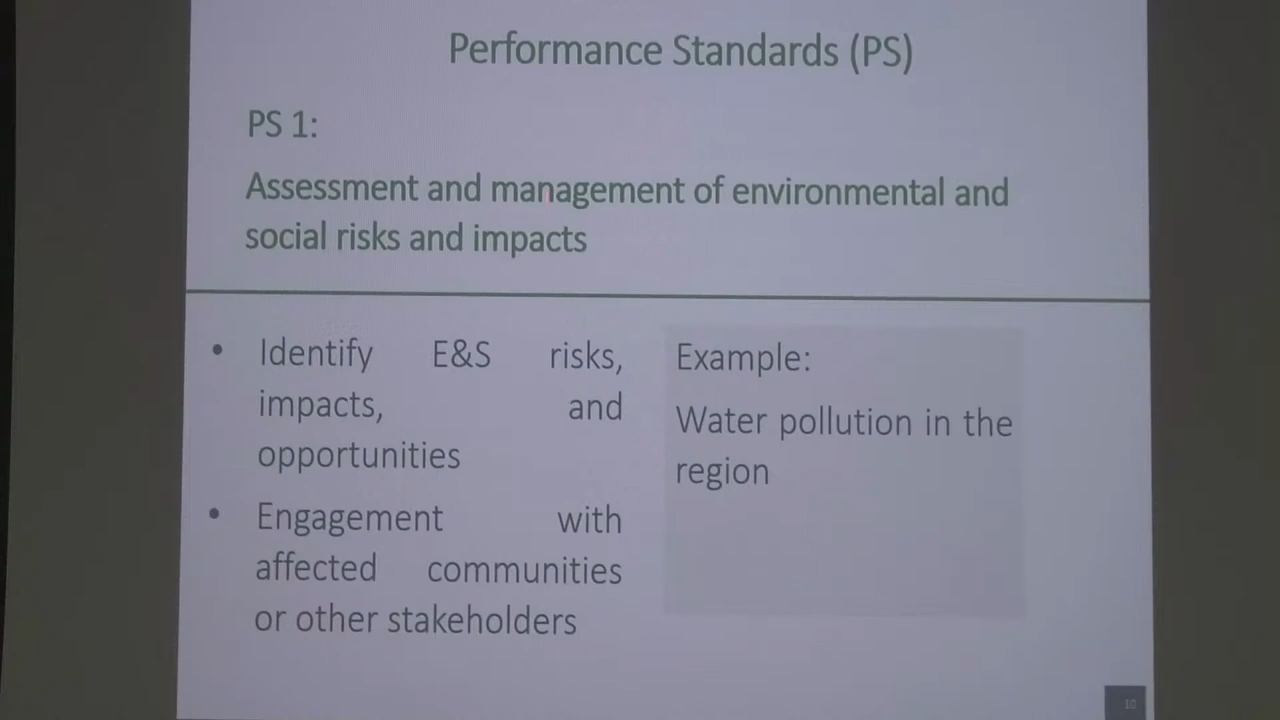 Performance Standards (PS)
PS 1:
Assessment and management of environmental and
social risks and impacts
• Identify E&S risks,
impacts, and
opportunities
• Engagement with
affected communities
or other stakeholders
Example:
Water pollution in the
region
10